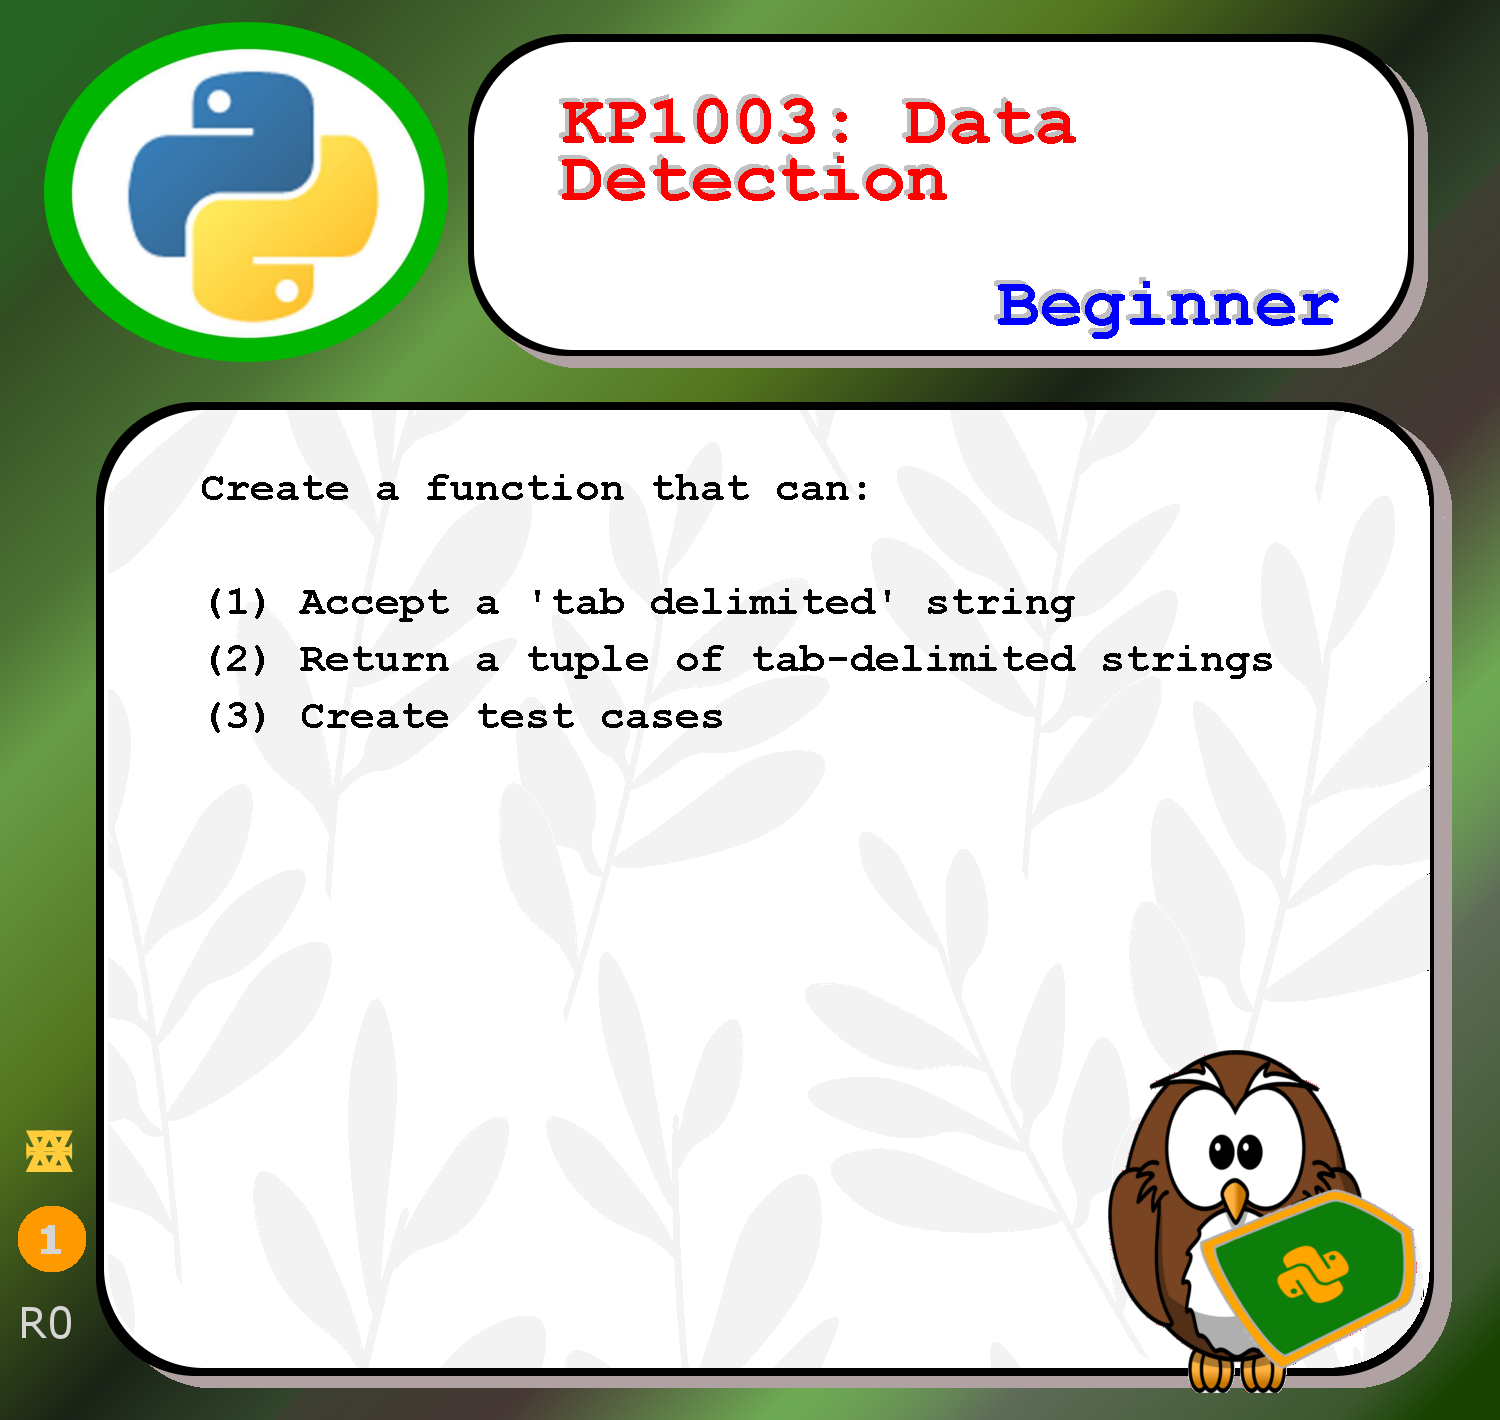 KP1003: Data
Detection
Beginner
Create a function that can:
(1) Accept a 'tab delimited' string
(2) Return a tuple of tab-delimited strings
(3) Create test cases
1
R0